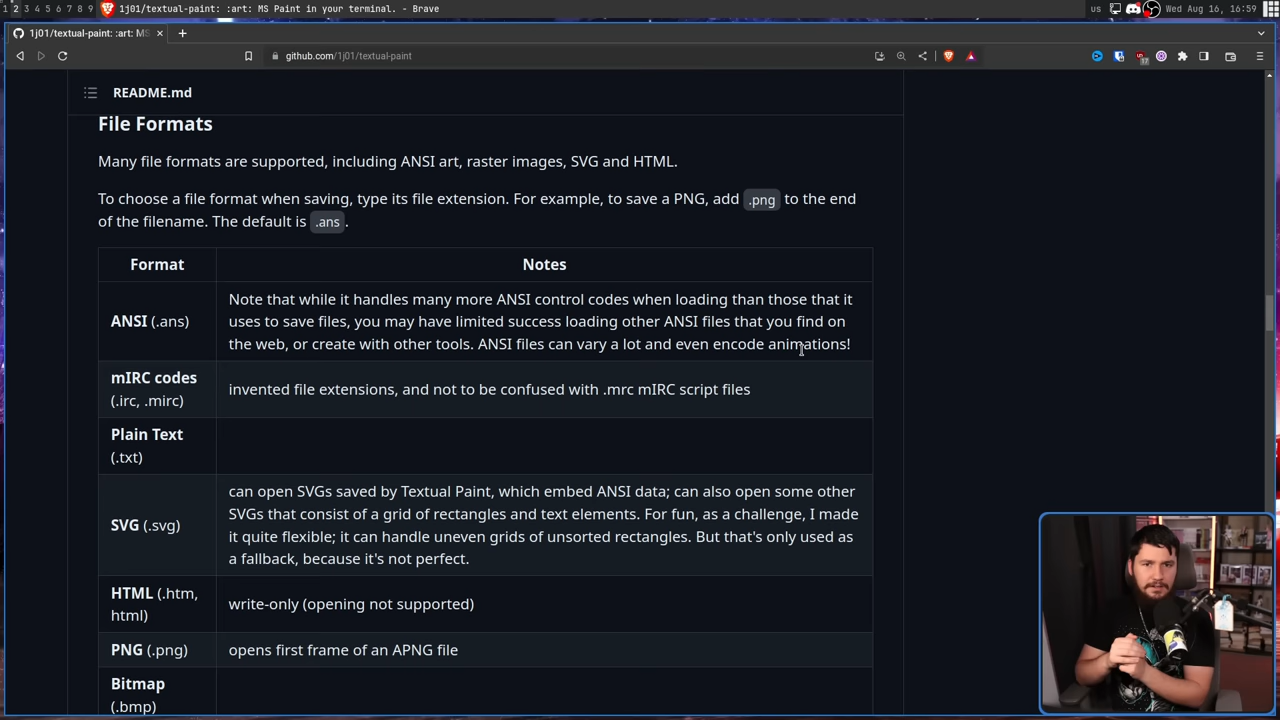 1 2 3 4 5 6 7 8 9 1j01/textual-paint: :art: MS Paint in your terminal. - Brave us Wed Aug 16, 16:59
1j01/textual-paint: :art: MS
github.com/1j01/textual-paint
17
README.md
File Formats
Many file formats are supported, including ANSI art, raster images, SVG and HTML.
To choose a file format when saving, type its file extension. For example, to save a PNG, add .png to the end
of the filename. The default is .ans .
Format Notes
ANSI (.ans)
Note that while it handles many more ANSI control codes when loading than those that it
uses to save files, you may have limited success loading other ANSI files that you find on
the web, or create with other tools. ANSI files can vary a lot and even encode animations!
mIRC codes
(.irc, .mirc)
invented file extensions, and not to be confused with .mrc mIRC script files
Plain Text
(.txt)
SVG (.svg)
can open SVGs saved by Textual Paint, which embed ANSI data; can also open some other
SVGs that consist of a grid of rectangles and text elements. For fun, as a challenge, I made
it quite flexible; it can handle uneven grids of unsorted rectangles. But that's only used as
a fallback, because it's not perfect.
HTML (.htm,
html)
write-only (opening not supported)
PNG (.png)
opens first frame of an APNG file
Bitmap
(.bmp)